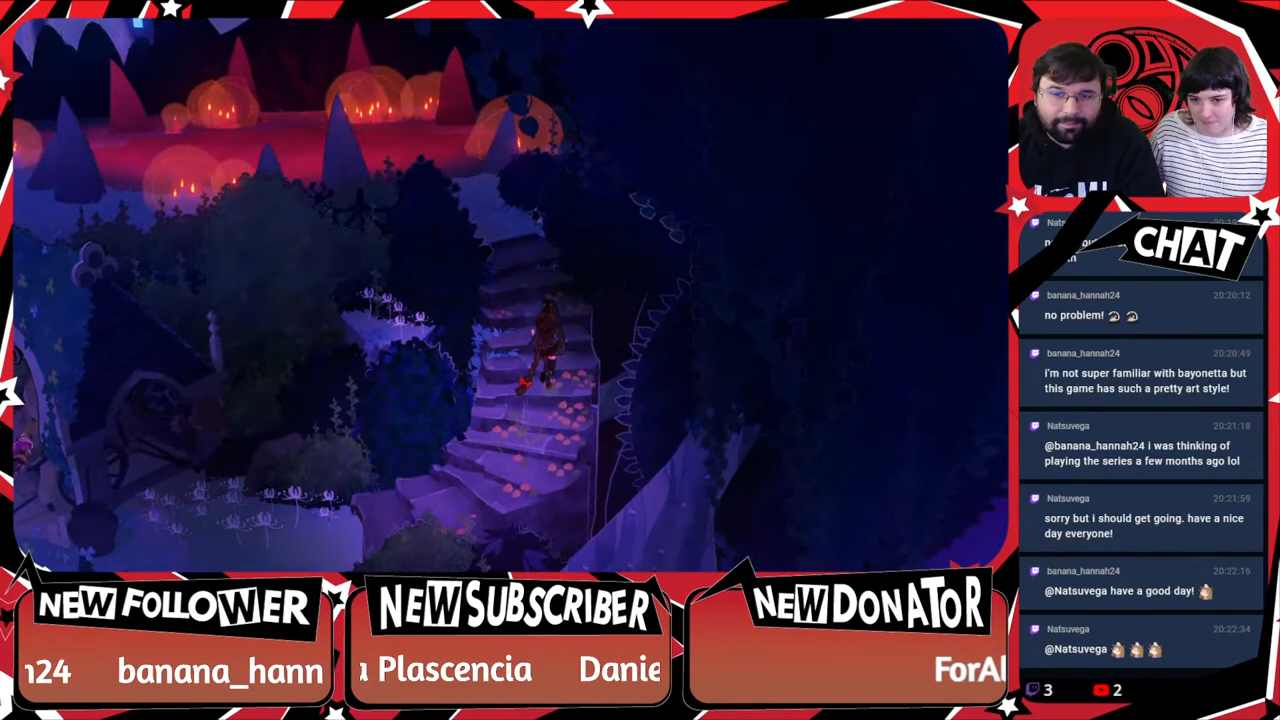 CHAT
banana_hannah24 20:20:12
no problem!
banana_hannah24 20:20:49
i'm not super familiar with bayonetta but
this game has such a pretty art style!
Natsuvega 20:21:18
@banana_hannah24 i was thinking of
playing the series a few months ago lol
Natsuvega 20:21:59
sorry but i should get going. have a nice
day everyone!
banana_hannah24 20:22:16
@Natsuvega have a good day!
Natsuvega 20:22:34
@Natsuvega
3 2
NEW FOLLOWER
n24 banana_hann
NEW SUBSCRIBER
a Plascencia Danie
NEW DONATOR
ForAl